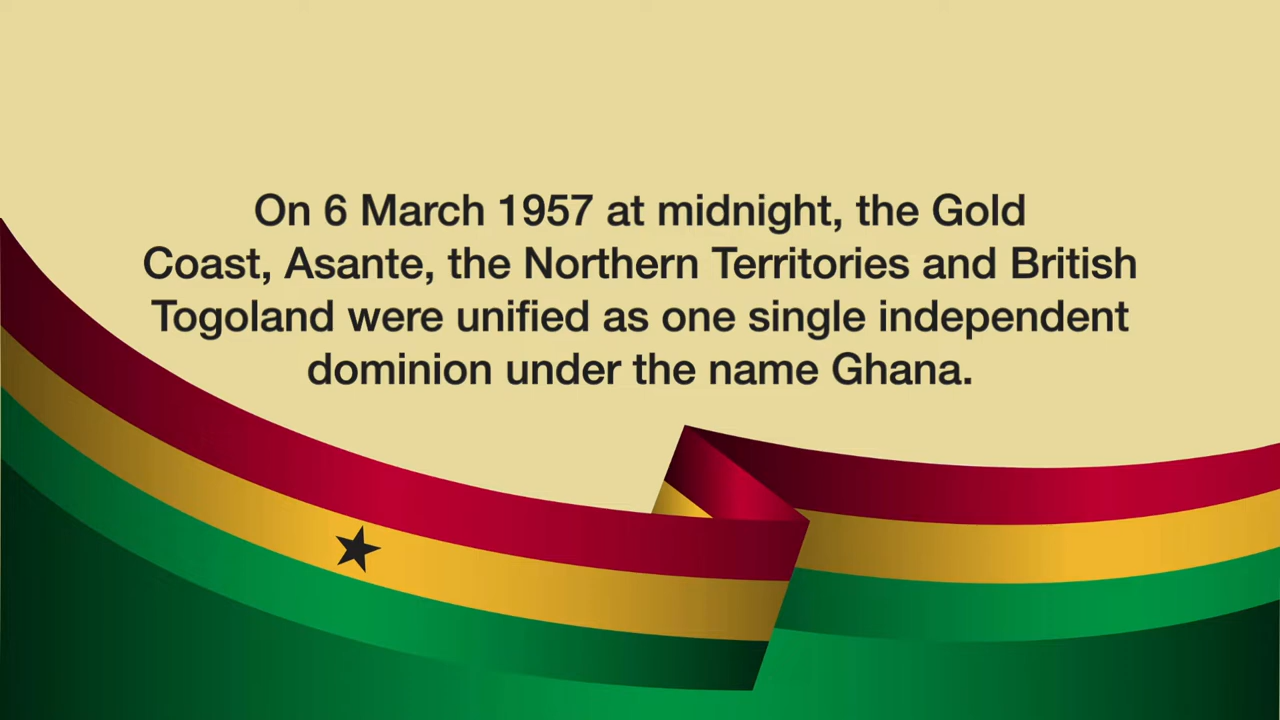 On 6 March 1957 at midnight, the Gold
Coast, Asante, the Northern Territories and British
Togoland were unified as one single independent
dominion under the name Ghana.